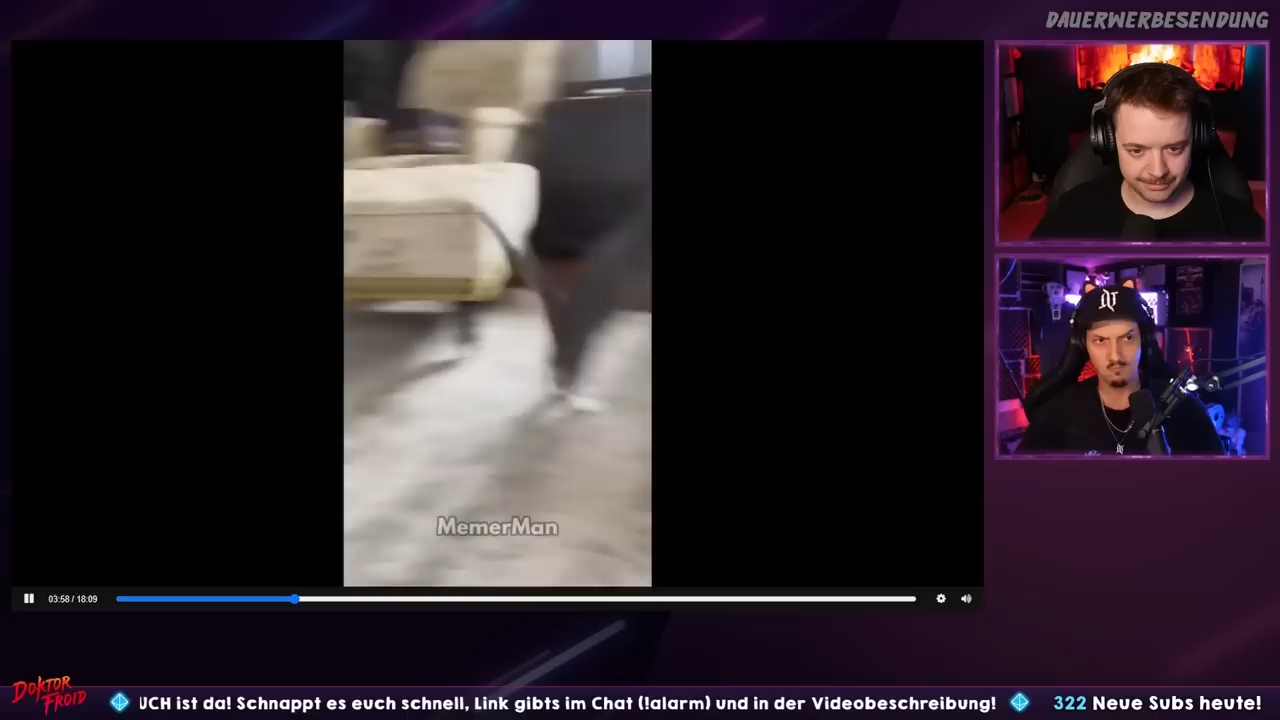 DAUERWERBESENDUNG
MemerMan
03:58 / 18:09
DOKTOR
FROID
UCH ist da! Schnappt es euch schnell, Link gibts im Chat (!alarm) und in der Videobeschreibung!
322 Neue Subs heute!